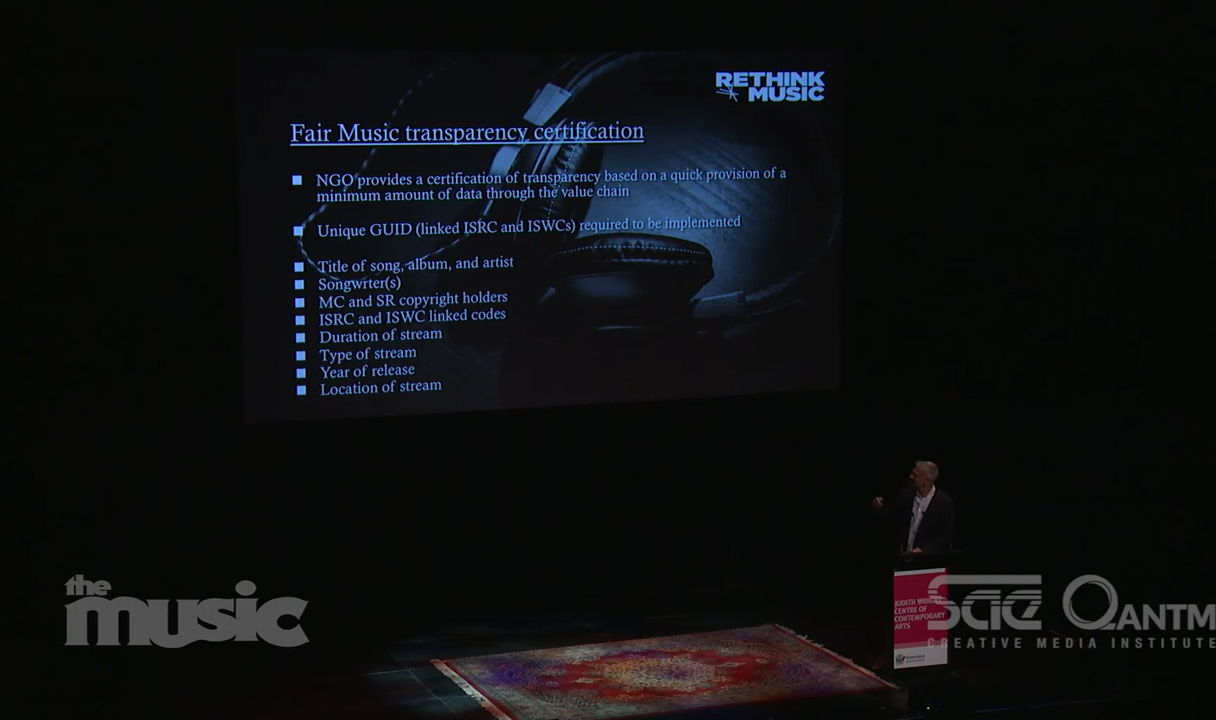 RETHINK
MUSIC
Fair Music transparency certification
NGO provides a certification of transparency based on a quick provision of a
minimum amount of data through the value chain
Unique GUID (linked ISRC and ISWCs) required to be implemented
Title of song, album, and artist
Songwrter(s)
MC and SR copyright holders
ISRC and ISWC linked codes
Duration of stream
Type of stream
Year of release
Location of stream
the
music
JUDITH
CENTRE OF
CONTEMPORARY
ARTS
sae QANTM
CREATIVE MEDIA INSTITUTE